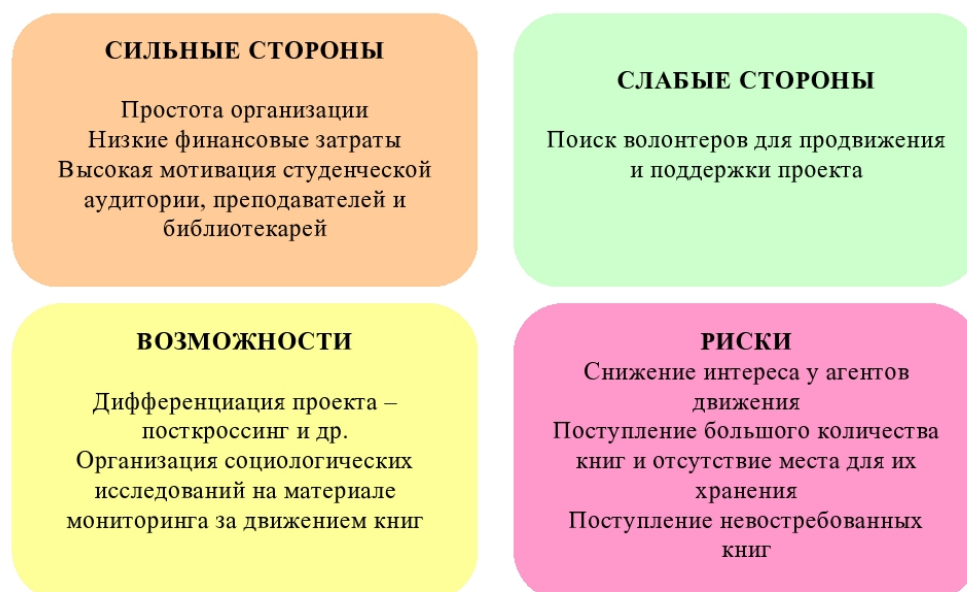 СИЛЬНЫЕ СТОРОНЫ
Простота организации
Низкие финансовые затраты
Высокая мотивация студенческой
аудитории, преподавателей и
библиотекарей
СЛАБЫЕ СТОРОНЫ
Поиск волонтеров для продвижения
и поддержки проекта
ВОЗМОЖНОСТИ
Дифференциация проекта –
посткроссинг и др.
Организация социологических
исследований на материале
мониторинга за движением книг
РИСКИ
Снижение интереса у агентов
движения
Поступление большого количества
книг и отсутствие места для их
хранения
Поступление невостребованных
книг